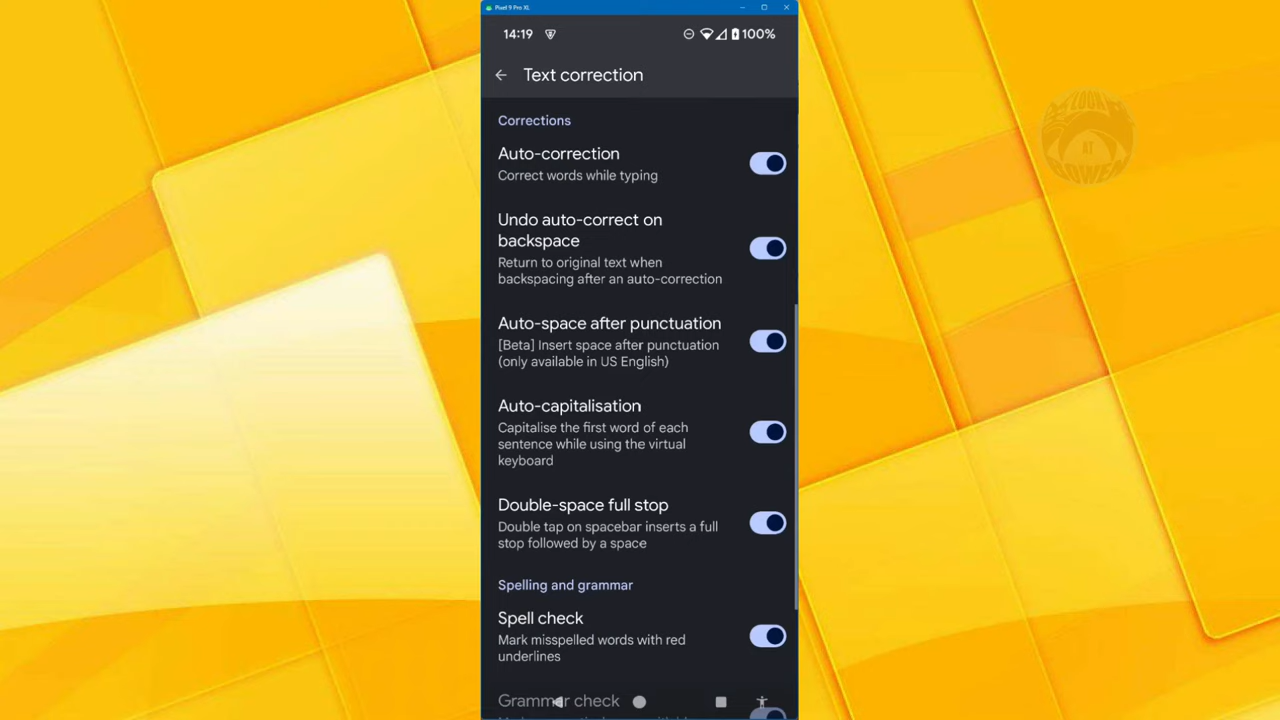 Pixel 9 Pro XL
14:19
100%
Text correction
Corrections
Auto-correction
Correct words while typing
Undo auto-correct on
backspace
Return to original text when
backspacing after an auto-correction
Auto-space after punctuation
[Beta] Insert space after punctuation
(only available in US English)
Auto-capitalisation
Capitalise the first word of each
sentence while using the virtual
keyboard
Double-space full stop
Double tap on spacebar inserts a full
stop followed by a space
Spelling and grammar
Spell check
Mark misspelled words with red
underlines
Grammar check
AT